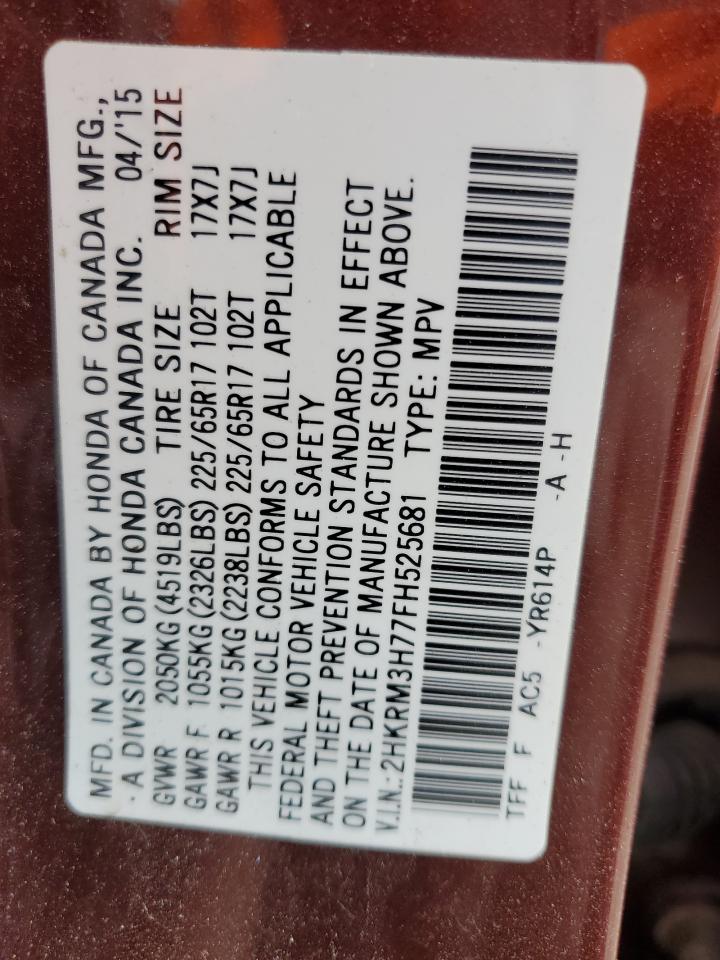 MFD. IN CANADA BY HONDA OF CANADA MFG.,
A DIVISION OF HONDA CANADA INC. 04/'15
GVWR 2050KG (4519LBS) TIRE SIZE RIM SIZE
GAWR F 1055KG (2326LBS) 225/65R17 102T 17X7J
GAWR R 1015KG (2238LBS) 225/65R17 102T 17X7J
THIS VEHICLE CONFORMS TO ALL APPLICABLE
FEDERAL MOTOR VEHICLE SAFETY
AND THEFT PREVENTION STANDARDS IN EFFECT
ON THE DATE OF MANUFACTURE SHOWN ABOVE.
V.I.N.: 2HKRM3H77FH525681 TYPE: MPV
TFF F AC5 -YR614P -A -H